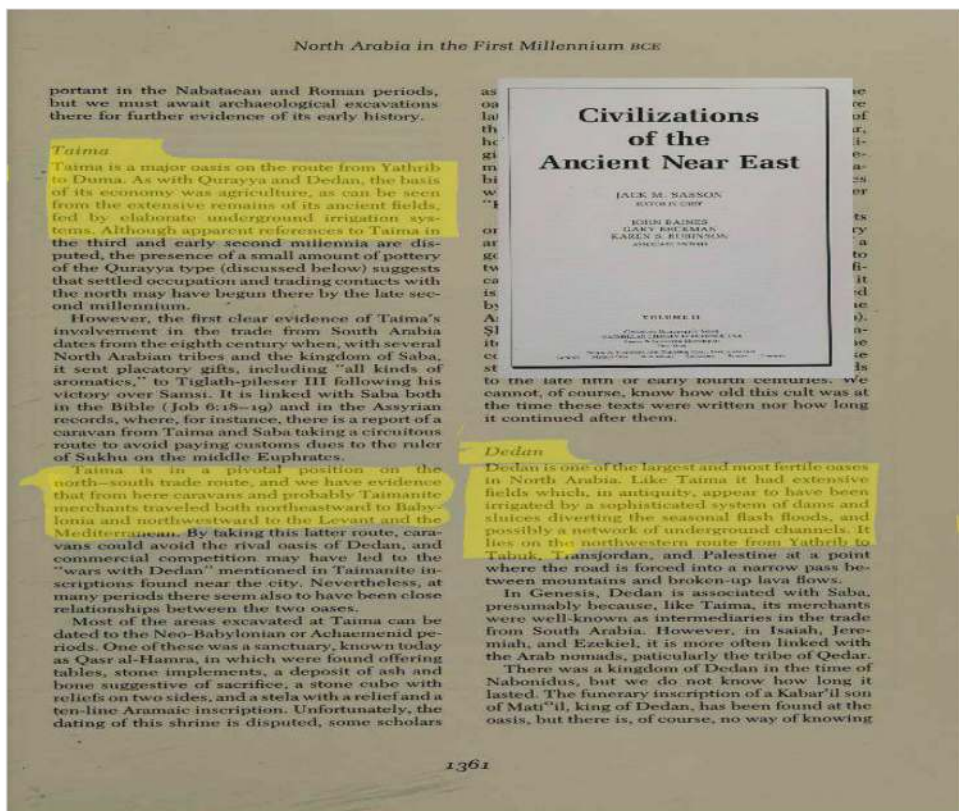 North Arabia in the First Millennium BCE
portant in the Nabataean and Roman periods,
but we must await archaeological excavations
there for further evidence of its early history.
Taima
Taima is a major oasis on the route from Yathrib
to Duma. As with Qurayya and Dedan, the basis
of its economy was agriculture, as can be seen
from the extensive remains of its ancient fields,
fed by elaborate underground irrigation sys-
tems. Although apparent references to Taima in
the third and early second millennia are dis-
puted, the presence of a small amount of pottery
of the Qurayya type (discussed below) suggests
that settled occupation and trading contacts with
the north may have begun there by the late sec-
ond millennium.
However, the first clear evidence of Taima's
involvement in the trade from South Arabia
dates from the eighth century when, with several
North Arabian tribes and the kingdom of Saba,
it sent placatory gifts, including "all kinds of
aromatics," to Tiglath-pileser III following his
victory over Samsi. It is linked with Saba both
in the Bible (Job 6:18–19) and in the Assyrian
records, where, for instance, there is a report of a
caravan from Taima and Saba taking a circuitous
route to avoid paying customs dues to the ruler
of Sukhu on the middle Euphrates.
Taima is in a pivotal position on the
north–south trade route, and we have evidence
that from here caravans and probably Taimanite
merchants traveled both northeastward to Baby-
lonia and northwestward to the Levant and the
Mediterranean. By taking this latter route, cara-
vans could avoid the rival oasis of Dedan, and
commercial competition may have led to the
"wars with Dedan" mentioned in Taimanite in-
scriptions found near the city. Nevertheless, at
many periods there seem also to have been close
relationships between the two oases.
Most of the areas excavated at Taima can be
dated to the Neo-Babylonian or Achaemenid pe-
riods. One of these was a sanctuary, known today
as Qasr al-Hamra, in which were found offering
tables, stone implements, a deposit of ash and
bone suggestive of sacrifice, a stone cube with
reliefs on two sides, and a stela with a relief and a
ten-line Aramaic inscription. Unfortunately, the
dating of this shrine is disputed, some scholars
Civilizations
of the
Ancient Near East
JACK M. SASSON
EDITOR IN CHIEF
JOHN BAINES
GARY BECKMAN
KAREN S. RUBINSON
ASSOCIATE EDITORS
VOLUME II
to the late fifth or early fourth centuries. We
cannot, of course, know how old this cult was at
the time these texts were written nor how long
it continued after them.
Dedan
Dedan is one of the largest and most fertile oases
in North Arabia. Like Taima it had extensive
fields which, in antiquity, appear to have been
irrigated by a sophisticated system of dams and
sluices diverting the seasonal flash floods, and
possibly a network of underground channels. It
lies on the northwestern route from Yathrib to
Tabuk, Transjordan, and Palestine at a point
where the road is forced into a narrow pass be-
tween mountains and broken-up lava flows.
In Genesis, Dedan is associated with Saba,
presumably because, like Taima, its merchants
were well-known as intermediaries in the trade
from South Arabia. However, in Isaiah, Jere-
miah, and Ezekiel, it is more often linked with
the Arab nomads, paticularly the tribe of Qedar.
There was a kingdom of Dedan in the time of
Nabonidus, but we do not know how long it
lasted. The funerary inscription of a Kabar'il son
of Mati‘'il, king of Dedan, has been found at the
oasis, but there is, of course, no way of knowing
1361